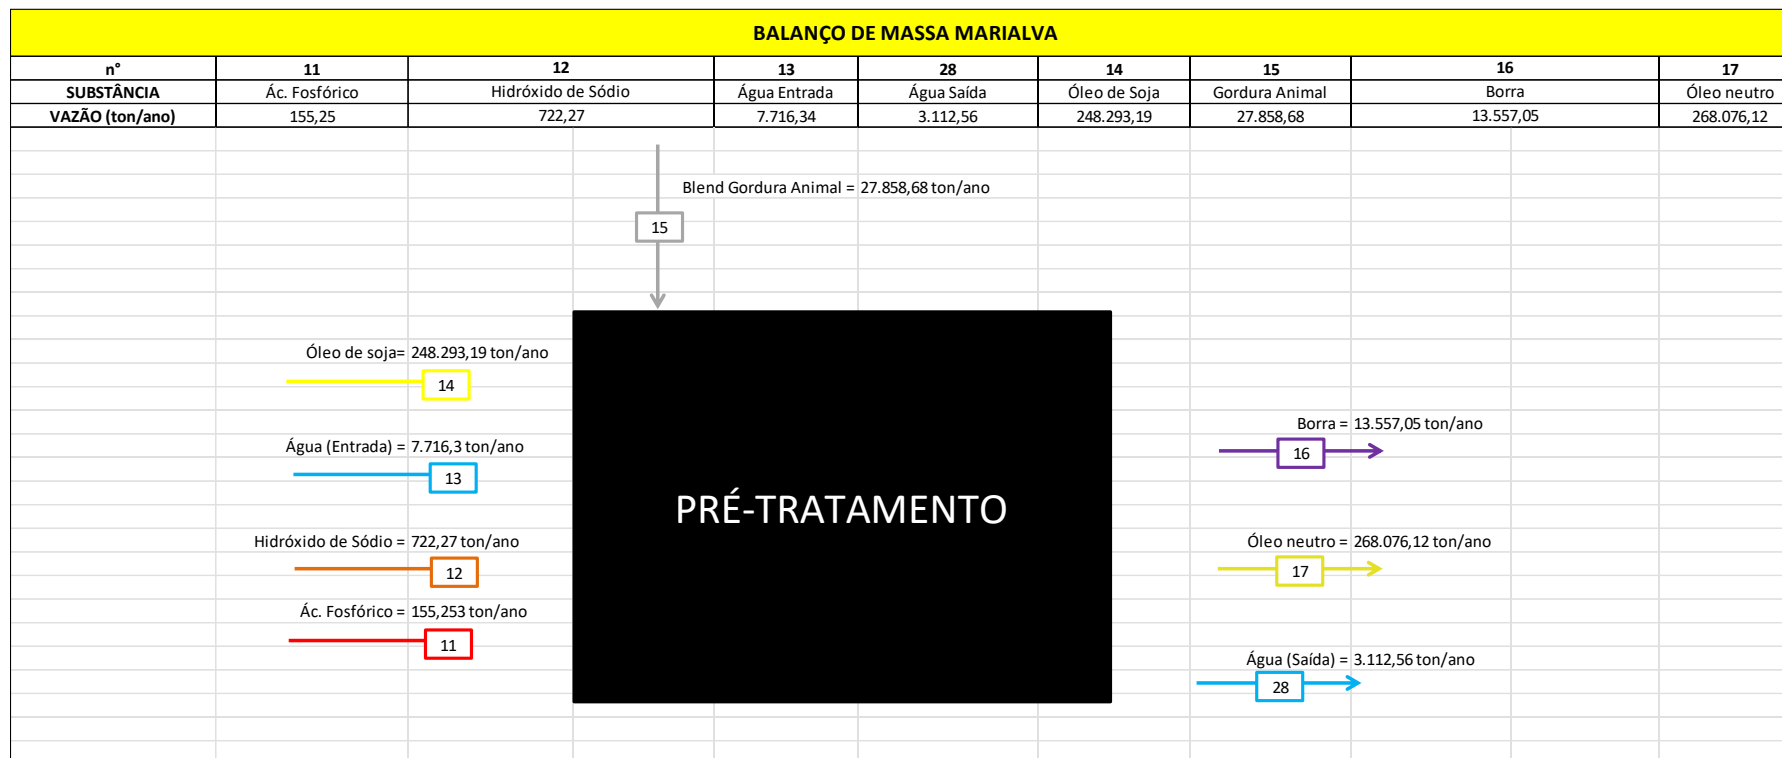 BALANÇO DE MASSA MARIALVA
n° 11 12 13 28 14 15 16 17
SUBSTÂNCIA Ác. Fosfórico Hidróxido de Sódio Água Entrada Água Saída Óleo de Soja Gordura Animal Borra Óleo neutro
VAZÃO (ton/ano) 155,25 722,27 7.716,34 3.112,56 248.293,19 27.858,68 13.557,05 268.076,12
Blend Gordura Animal = 27.858,68 ton/ano
15
Óleo de soja= 248.293,19 ton/ano
14
Borra = 13.557,05 ton/ano
16
Água (Entrada) = 7.716,3 ton/ano
13
PRÉ-TRATAMENTO
Hidróxido de Sódio = 722,27 ton/ano
12
Óleo neutro = 268.076,12 ton/ano
17
Ác. Fosfórico = 155,253 ton/ano
11
Água (Saída) = 3.112,56 ton/ano
28